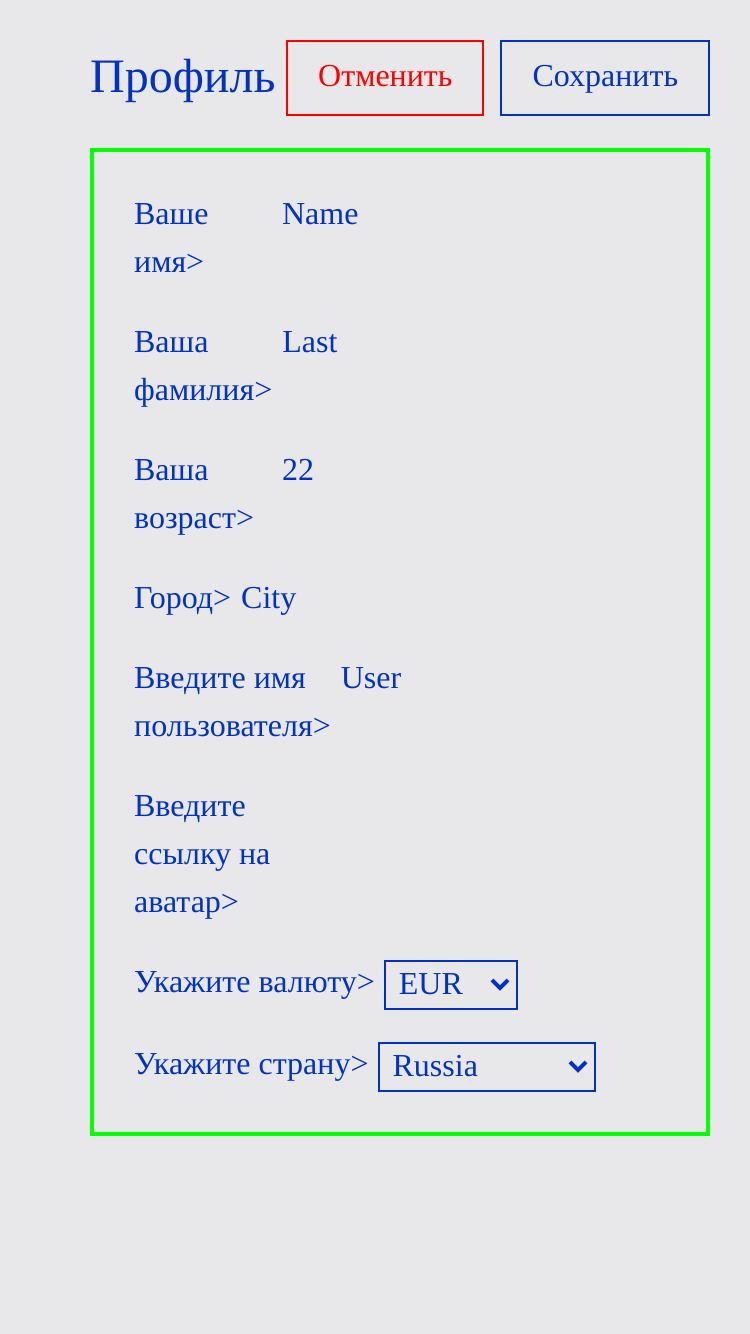 Профиль Отменить Сохранить
Ваше Name
имя>
Ваша Last
фамилия>
Ваша 22
возраст>
Город> City
Введите имя User
пользователя>
Введите
ссылку на
аватар>
Укажите валюту> EUR
Укажите страну> Russia